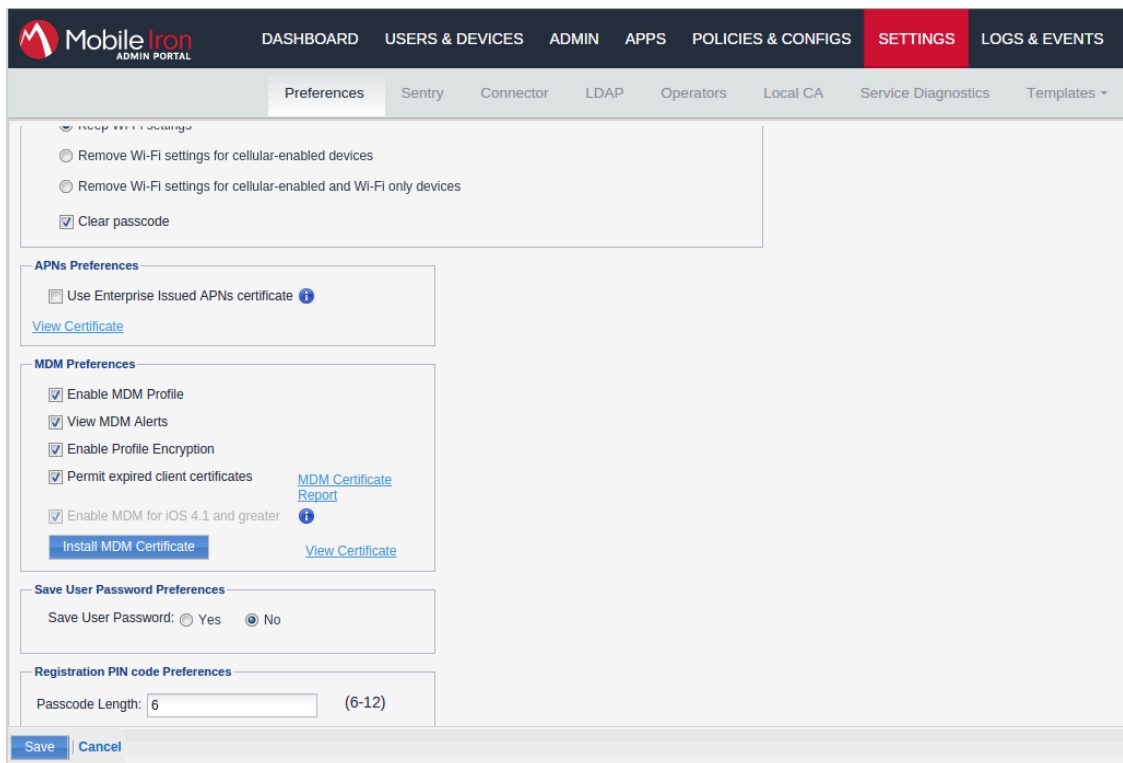 MobileIron
ADMIN PORTAL
DASHBOARD USERS & DEVICES ADMIN APPS POLICIES & CONFIGS SETTINGS LOGS & EVENTS
Preferences Sentry Connector LDAP Operators Local CA Service Diagnostics Templates
Keep Wi-Fi settings
Remove Wi-Fi settings for cellular-enabled devices
Remove Wi-Fi settings for cellular-enabled and Wi-Fi only devices
Clear passcode
APNs Preferences
Use Enterprise Issued APNs certificate
View Certificate
MDM Preferences
Enable MDM Profile
View MDM Alerts
Enable Profile Encryption
Permit expired client certificates MDM Certificate
Report
Enable MDM for iOS 4.1 and greater
Install MDM Certificate View Certificate
Save User Password Preferences
Save User Password: Yes No
Registration PIN code Preferences
Passcode Length: 6 (6-12)
Save | Cancel